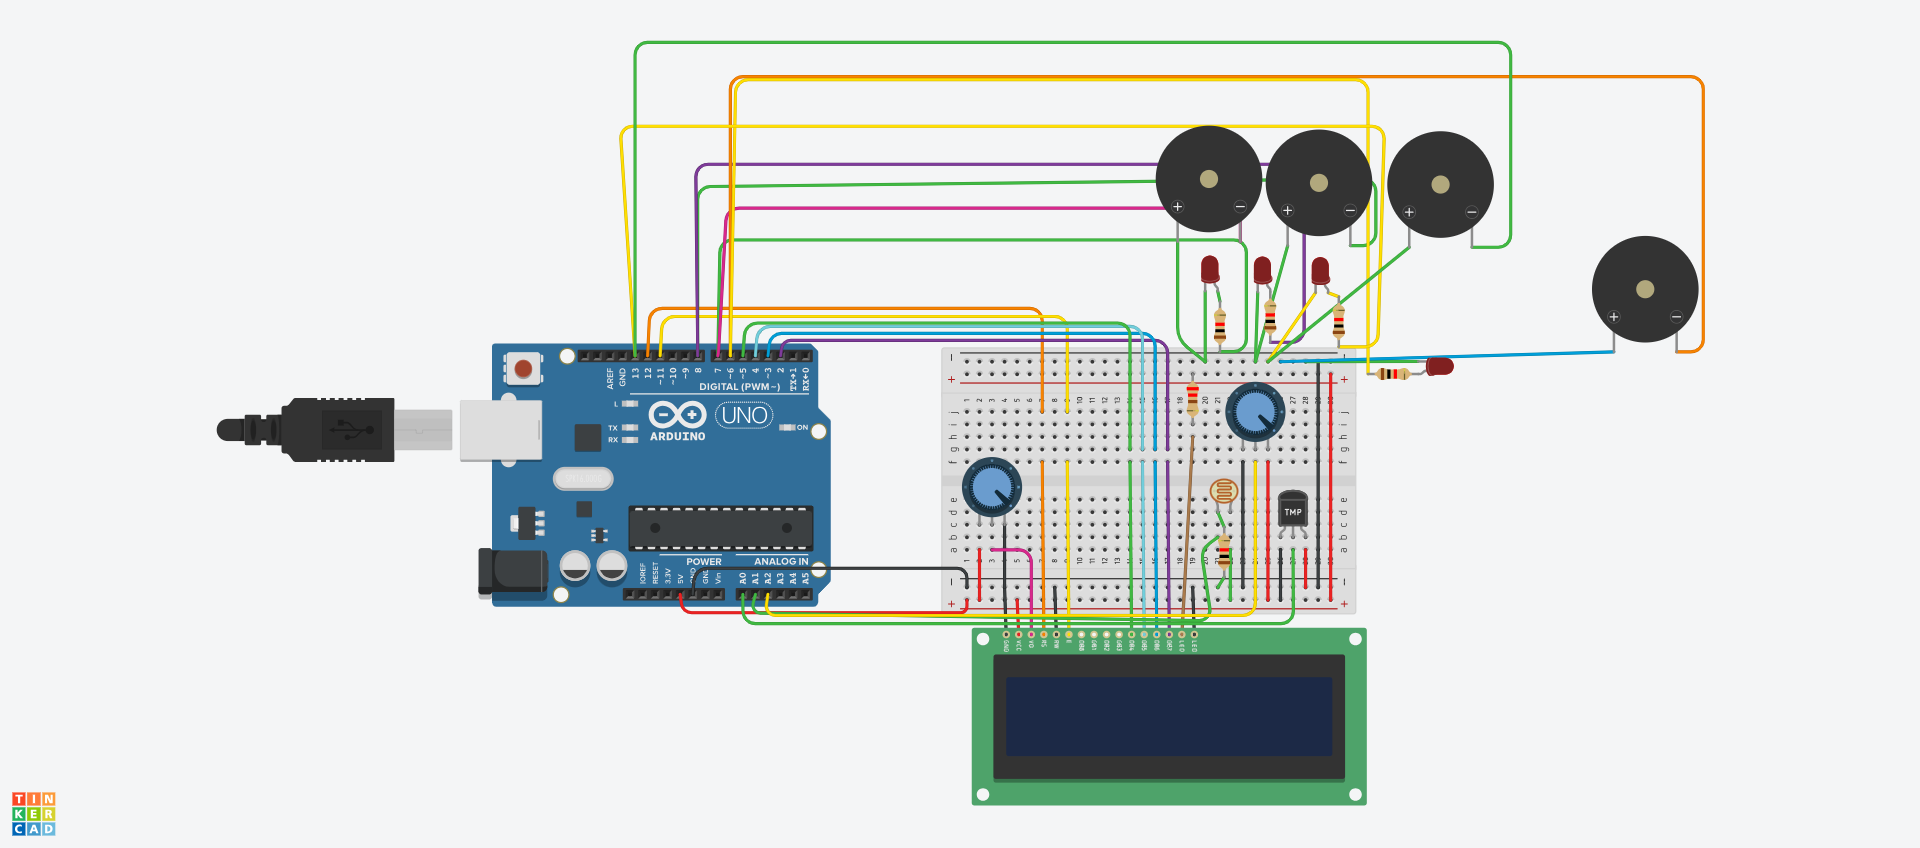 AREF
GND
13
12
~11
~10
~9
8
7
~6
~5
4
~3
2
TX→1
RX←0
DIGITAL (PWM~)
L
TX
RX
ARDUINO
UNO
ON
POWER
ANALOG IN
IOREF
RESET
3.3V
5V
GND
GND
Vin
A0
A1
A2
A3
A4
A5
TMP
GND
VCC
V0
RS
RW
E
DB0
DB1
DB2
DB3
DB4
DB5
DB6
DB7
LED
LED
TIN
KER
CAD